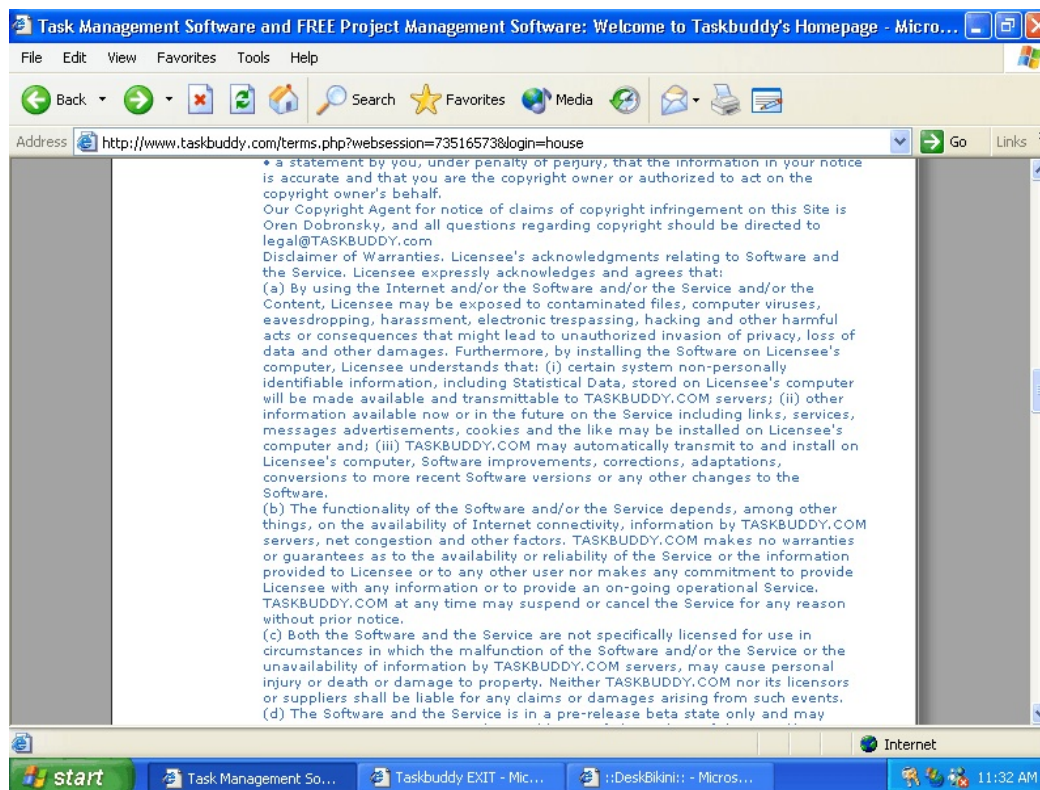 Task Management Software and FREE Project Management Software: Welcome to Taskbuddy's Homepage - Micro...
File Edit View Favorites Tools Help
Back Search Favorites Media
Address http://www.taskbuddy.com/terms.php?websession=73516573&login=house Go Links
• a statement by you, under penalty of perjury, that the information in your notice
is accurate and that you are the copyright owner or authorized to act on the
copyright owner's behalf.
Our Copyright Agent for notice of claims of copyright infringement on this Site is
Oren Dobronsky, and all questions regarding copyright should be directed to
legal@TASKBUDDY.com
Disclaimer of Warranties. Licensee's acknowledgments relating to Software and
the Service. Licensee expressly acknowledges and agrees that:
(a) By using the Internet and/or the Software and/or the Service and/or the
Content, Licensee may be exposed to contaminated files, computer viruses,
eavesdropping, harassment, electronic trespassing, hacking and other harmful
acts or consequences that might lead to unauthorized invasion of privacy, loss of
data and other damages. Furthermore, by installing the Software on Licensee's
computer, Licensee understands that: (i) certain system non-personally
identifiable information, including Statistical Data, stored on Licensee's computer
will be made available and transmittable to TASKBUDDY.COM servers; (ii) other
information available now or in the future on the Service including links, services,
messages advertisements, cookies and the like may be installed on Licensee's
computer and; (iii) TASKBUDDY.COM may automatically transmit to and install on
Licensee's computer, Software improvements, corrections, adaptations,
conversions to more recent Software versions or any other changes to the
Software.
(b) The functionality of the Software and/or the Service depends, among other
things, on the availability of Internet connectivity, information by TASKBUDDY.COM
servers, net congestion and other factors. TASKBUDDY.COM makes no warranties
or guarantees as to the availability or reliability of the Service or the information
provided to Licensee or to any other user nor makes any commitment to provide
Licensee with any information or to provide an on-going operational Service.
TASKBUDDY.COM at any time may suspend or cancel the Service for any reason
without prior notice.
(c) Both the Software and the Service are not specifically licensed for use in
circumstances in which the malfunction of the Software and/or the Service or the
unavailability of information by TASKBUDDY.COM servers, may cause personal
injury or death or damage to property. Neither TASKBUDDY.COM nor its licensors
or suppliers shall be liable for any claims or damages arising from such events.
(d) The Software and the Service is in a pre-release beta state only and may
Internet
start Task Management So... Taskbuddy EXIT - Mic... ::DeskBikini:: - Micros... 11:32 AM